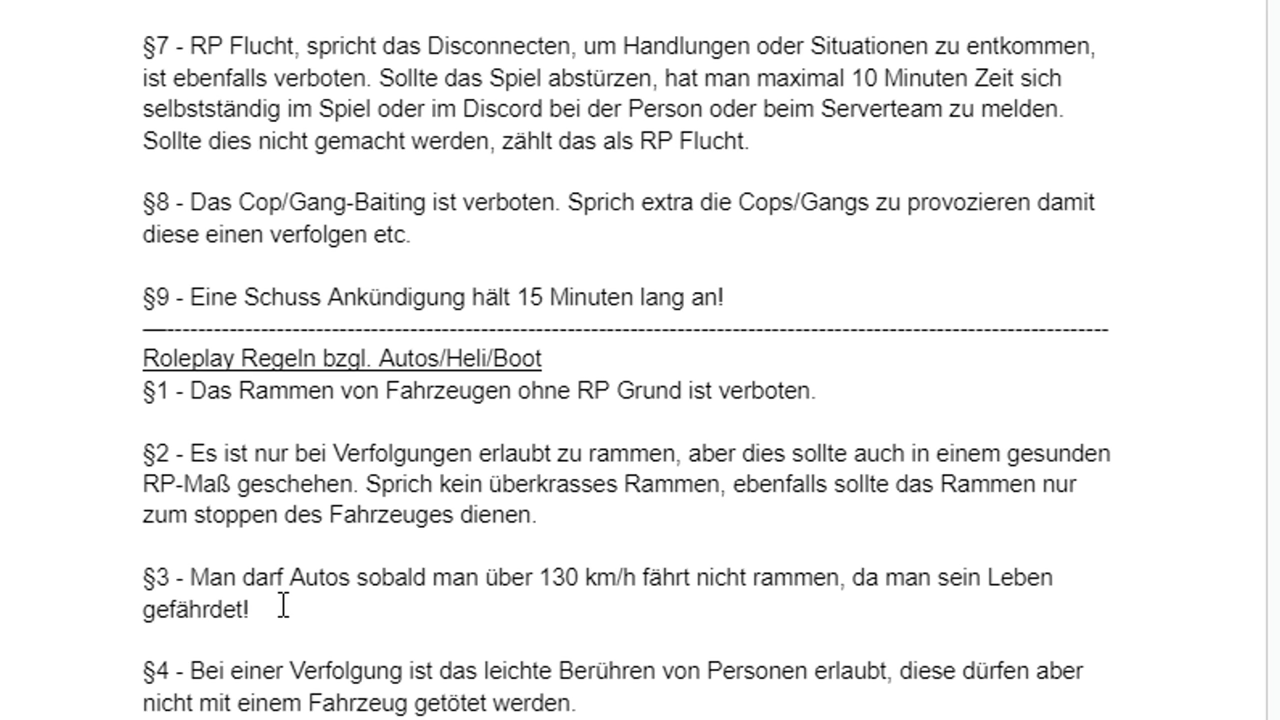 §7 - RP Flucht, spricht das Disconnecten, um Handlungen oder Situationen zu entkommen,
ist ebenfalls verboten. Sollte das Spiel abstürzen, hat man maximal 10 Minuten Zeit sich
selbstständig im Spiel oder im Discord bei der Person oder beim Serverteam zu melden.
Sollte dies nicht gemacht werden, zählt das als RP Flucht.
§8 - Das Cop/Gang-Baiting ist verboten. Sprich extra die Cops/Gangs zu provozieren damit
diese einen verfolgen etc.
§9 - Eine Schuss Ankündigung hält 15 Minuten lang an!
Roleplay Regeln bzgl. Autos/Heli/Boot
§1 - Das Rammen von Fahrzeugen ohne RP Grund ist verboten.
§2 - Es ist nur bei Verfolgungen erlaubt zu rammen, aber dies sollte auch in einem gesunden
RP-Maß geschehen. Sprich kein überkrasses Rammen, ebenfalls sollte das Rammen nur
zum stoppen des Fahrzeuges dienen.
§3 - Man darf Autos sobald man über 130 km/h fährt nicht rammen, da man sein Leben
gefährdet!
§4 - Bei einer Verfolgung ist das leichte Berühren von Personen erlaubt, diese dürfen aber
nicht mit einem Fahrzeug getötet werden.